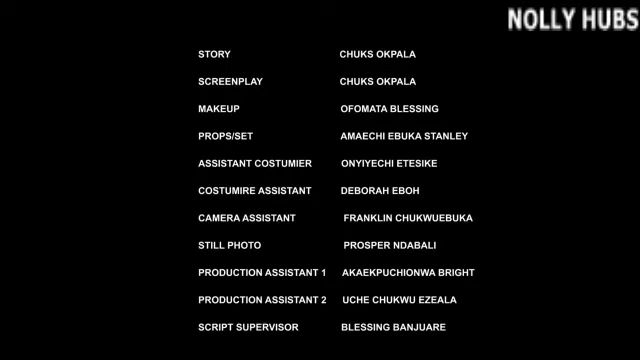 NOLLY HUBS
STORY CHUKS OKPALA
SCREENPLAY CHUKS OKPALA
MAKEUP OFOMATA BLESSING
PROPS/SET AMAECHI EBUKA STANLEY
ASSISTANT COSTUMIER ONYIYECHI ETESIKE
COSTUMIRE ASSISTANT DEBORAH EBOH
CAMERA ASSISTANT FRANKLIN CHUKWUEBUKA
STILL PHOTO PROSPER NDABALI
PRODUCTION ASSISTANT 1 AKAEKPUCHIONWA BRIGHT
PRODUCTION ASSISTANT 2 UCHE CHUKWU EZEALA
SCRIPT SUPERVISOR BLESSING BANJUARE